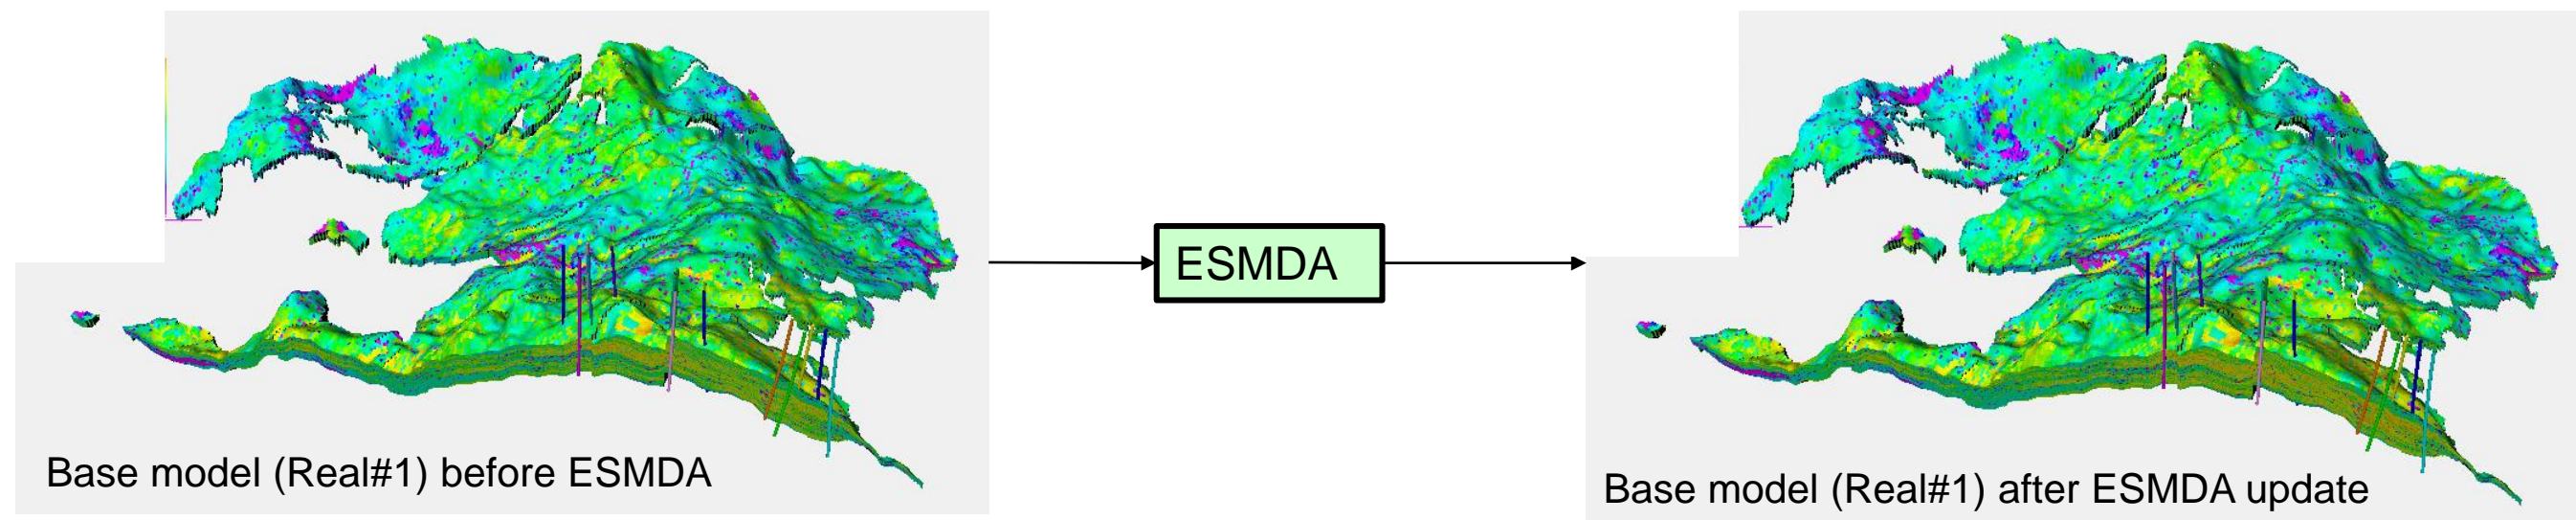 ESMDA
Base model (Real#1) before ESMDA
Base model (Real#1) after ESMDA update